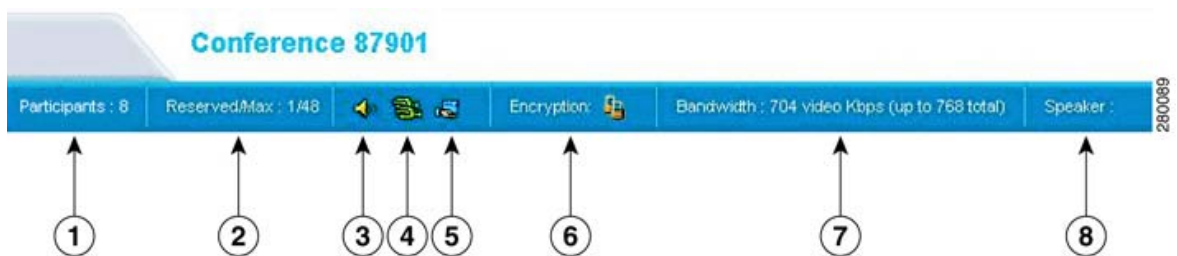 Conference 87901
Participants : 8
Reserved/Max : 1/48
Encryption:
Bandwidth : 704 video Kbps (up to 768 total)
Speaker :
280089
1
2
3
4
5
6
7
8